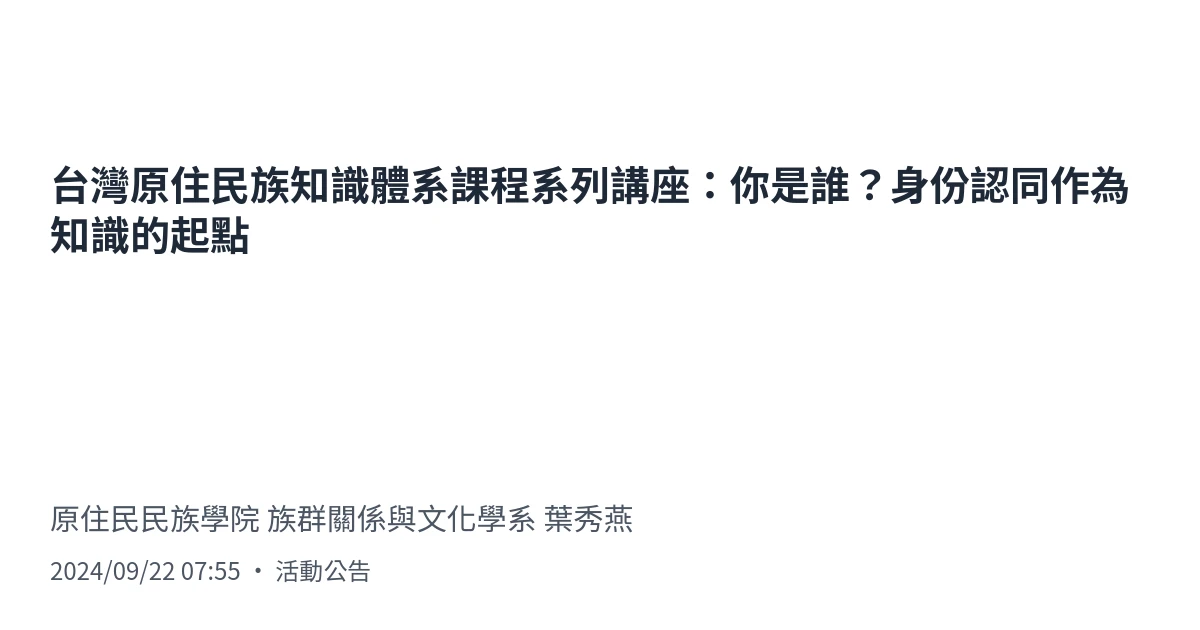 台灣原住民族知識體系課程系列講座：你是誰？身份認同作為
知識的起點
原住民民族學院 族群關係與文化學系 葉秀燕
2024/09/22 07:55 · 活動公告